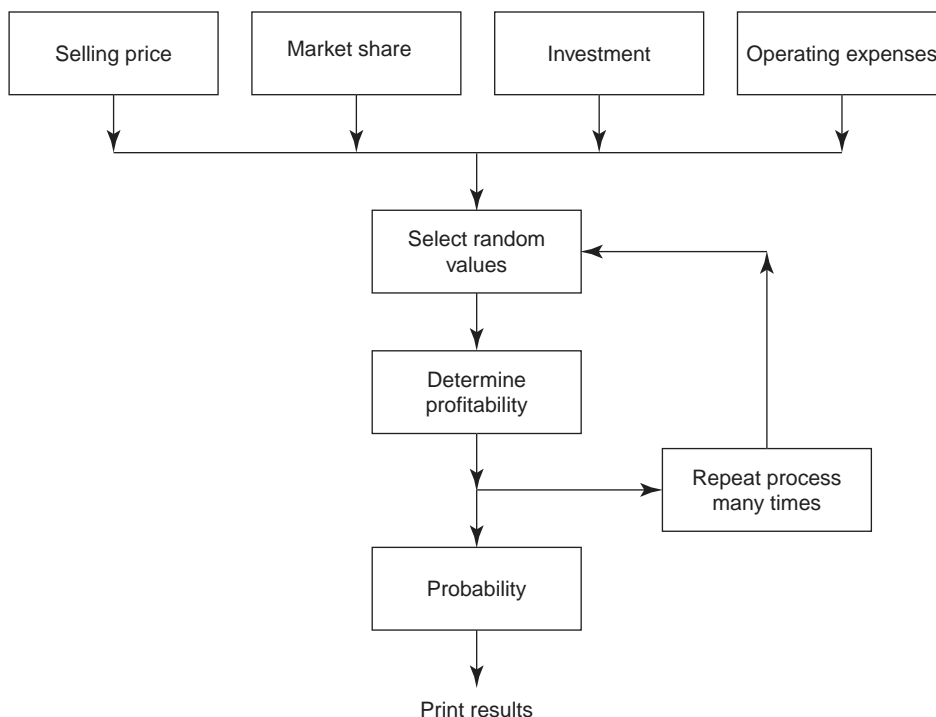 Selling price
Market share
Investment
Operating expenses
Select random
values
Determine
profitability
Repeat process
many times
Probability
Print results